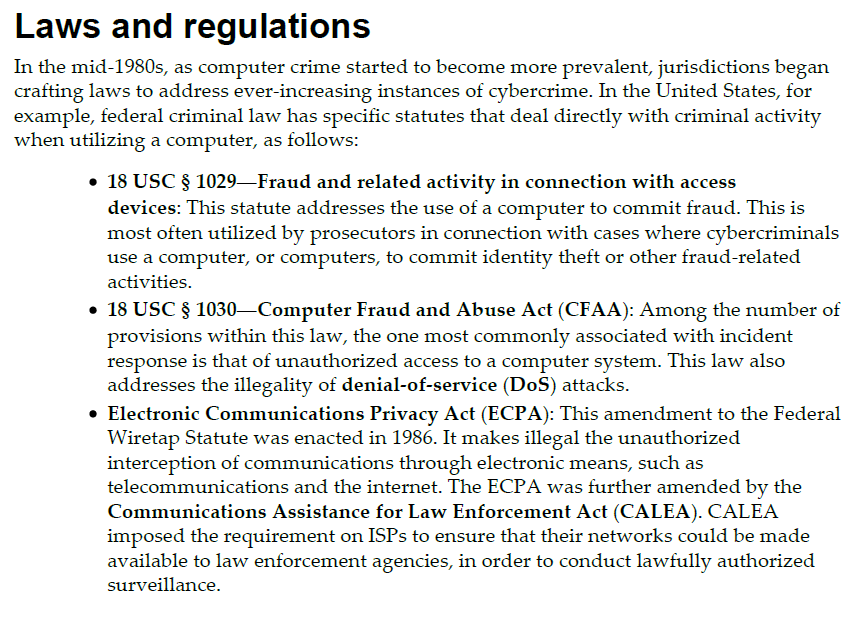 Laws and regulations
In the mid-1980s, as computer crime started to become more prevalent, jurisdictions began
crafting laws to address ever-increasing instances of cybercrime. In the United States, for
example, federal criminal law has specific statutes that deal directly with criminal activity
when utilizing a computer, as follows:
• 18 USC § 1029—Fraud and related activity in connection with access
devices: This statute addresses the use of a computer to commit fraud. This is
most often utilized by prosecutors in connection with cases where cybercriminals
use a computer, or computers, to commit identity theft or other fraud-related
activities.
• 18 USC § 1030—Computer Fraud and Abuse Act (CFAA): Among the number of
provisions within this law, the one most commonly associated with incident
response is that of unauthorized access to a computer system. This law also
addresses the illegality of denial-of-service (DoS) attacks.
• Electronic Communications Privacy Act (ECPA): This amendment to the Federal
Wiretap Statute was enacted in 1986. It makes illegal the unauthorized
interception of communications through electronic means, such as
telecommunications and the internet. The ECPA was further amended by the
Communications Assistance for Law Enforcement Act (CALEA). CALEA
imposed the requirement on ISPs to ensure that their networks could be made
available to law enforcement agencies, in order to conduct lawfully authorized
surveillance.